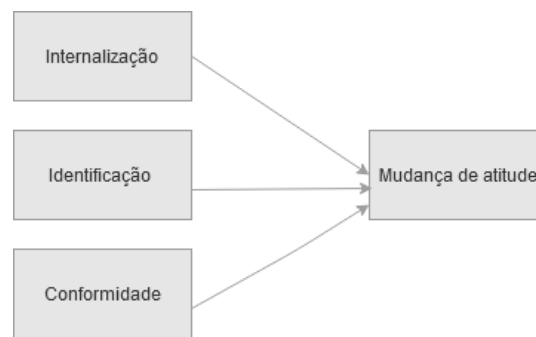 Internalização
Identificação
Mudança de atitude
Conformidade